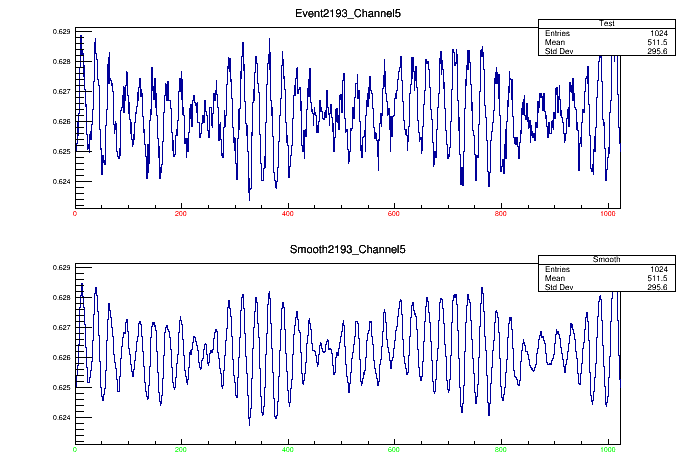 Event2193_Channel5
Test
Entries 1024
Mean 511.5
Std Dev 295.6
0.629
0.628
0.627
0.626
0.625
0.624
0 200 400 600 800 1000
Smooth2193_Channel5
Smooth
Entries 1024
Mean 511.5
Std Dev 295.6
0.629
0.628
0.627
0.626
0.625
0.624
0 200 400 600 800 1000